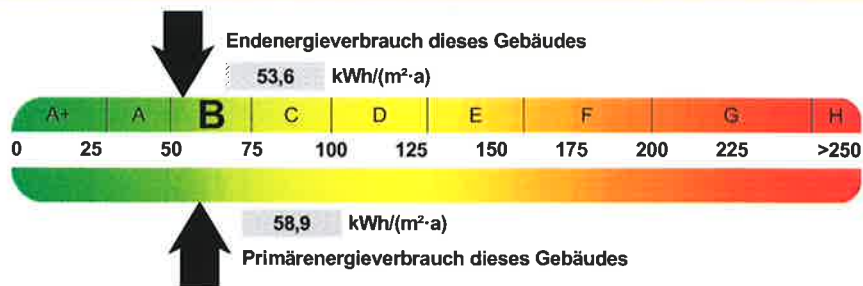 Endenergieverbrauch dieses Gebäudes
53,6 kWh/(m²·a)
A+ A B C D E F G H
0 25 50 75 100 125 150 175 200 225 >250
58,9 kWh/(m²·a)
Primärenergieverbrauch dieses Gebäudes